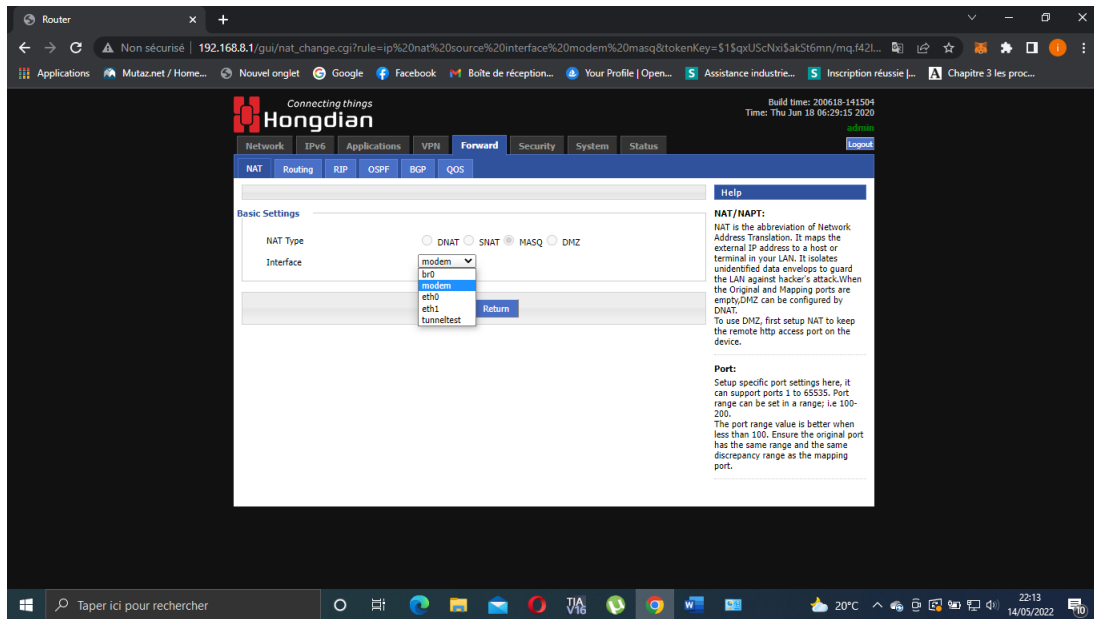 Router
Non sécurisé | 192.168.8.1/gui/nat_change.cgi?rule=ip%20nat%20source%20interface%20modem%20masq&tokenKey=$1$qxUScNxi$akSt6mn/mq.f42l...
Applications Mutaz.net / Home... Nouvel onglet Google Facebook Boîte de réception... Your Profile | Open... Assistance industrie... Inscription réussie |... Chapitre 3 les proc...
Connecting things
Hongdian
Build time: 200618-141504
Time: Thu Jun 18 06:29:15 2020
admin
Logout
Network IPv6 Applications VPN Forward Security System Status
NAT Routing RIP OSPF BGP QOS
Basic Settings
NAT Type DNAT SNAT MASQ DMZ
Interface modem
br0
modem
eth0
eth1
tunneltest
Return
Help
NAT/NAPT:
NAT is the abbreviation of Network
Address Translation. It maps the
external IP address to a host or
terminal in your LAN. It isolates
unidentified data envelops to guard
the LAN against hacker's attack.When
the Original and Mapping ports are
empty,DMZ can be configured by
DNAT.
To use DMZ, first setup NAT to keep
the remote http access port on the
device.
Port:
Setup specific port settings here, it
can support ports 1 to 65535. Port
range can be set in a range; i.e 100-
200.
The port range value is better when
less than 100. Ensure the original port
has the same range and the same
discrepancy range as the mapping
port.
Taper ici pour rechercher
TIA
V16
20°C
22:13
14/05/2022
10